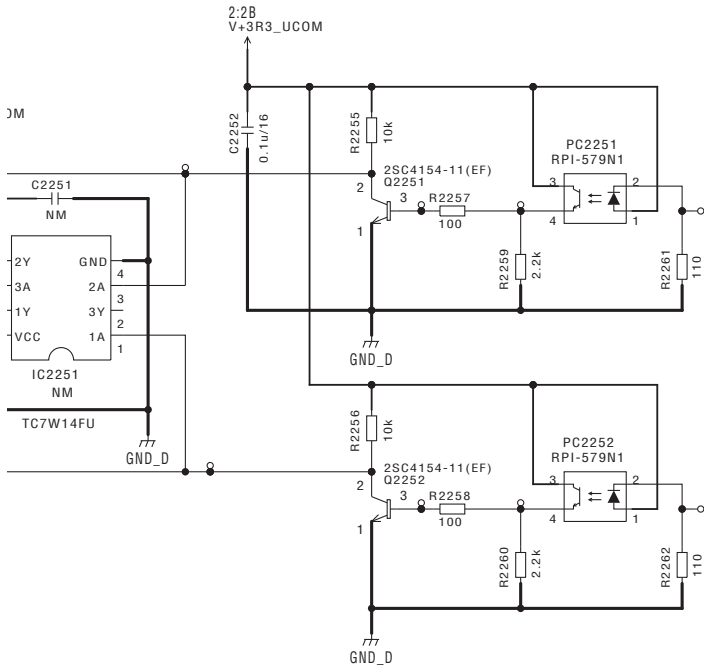 2:2B
V+3R3_UCOM
OM
C2252
0.1u/16
R2255
10k
PC2251
RPI-579N1
2SC4154-11(EF)
Q2251
2
3
1
R2257
100
3
2
4
1
R2259
2.2k
R2261
110
C2251
NM
2Y
GND
4
3A
2A
3
1Y
3Y
2
VCC
1A
1
IC2251
NM
TC7W14FU
GND_D
GND_D
R2256
10k
PC2252
RPI-579N1
2SC4154-11(EF)
Q2252
2
3
1
R2258
100
3
2
4
1
R2260
2.2k
R2262
110
GND_D